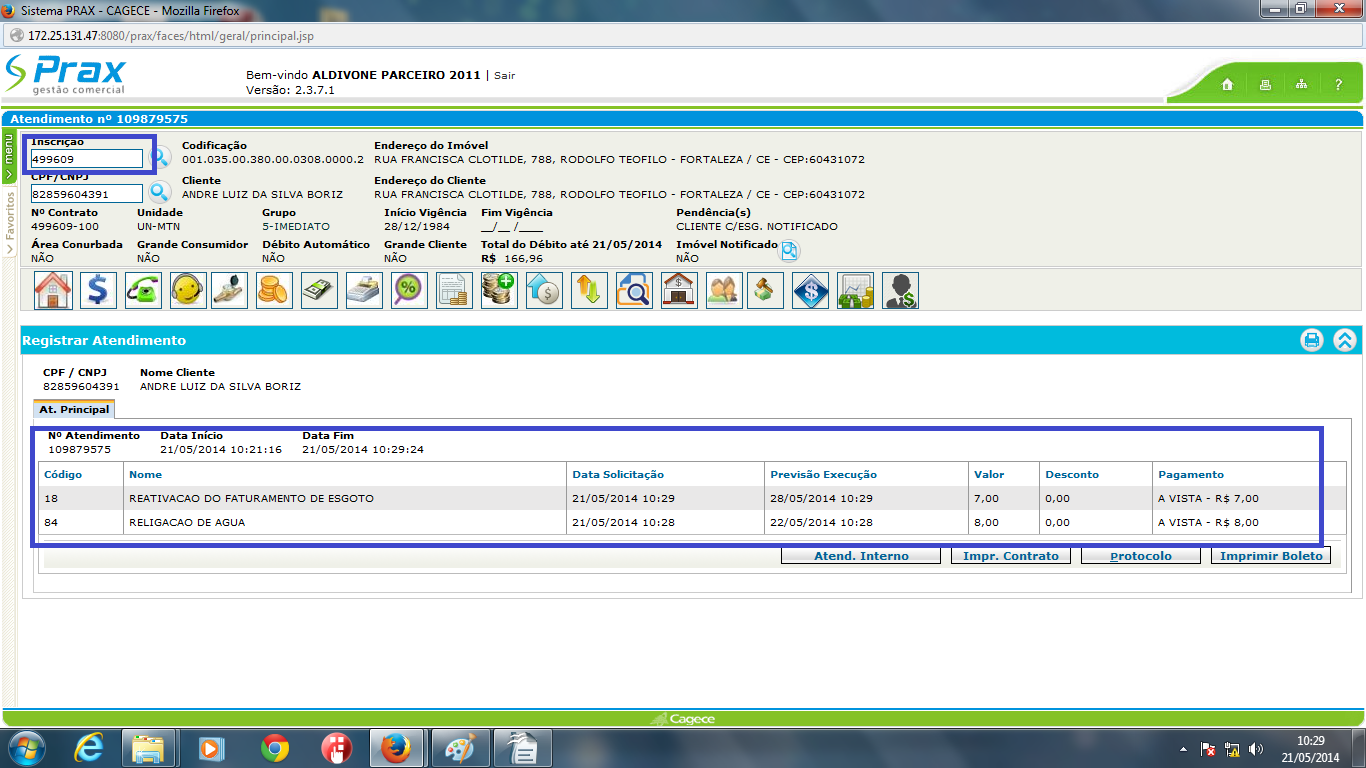 Sistema PRAX - CAGECE - Mozilla Firefox
172.25.131.47:8080/prax/faces/html/geral/principal.jsp
Prax
gestão comercial
Bem-vindo ALDIVONE PARCEIRO 2011 | Sair
Versão: 2.3.7.1
?
Atendimento nº 109879575
menu
Favoritos
Inscrição Codificação Endereço do Imóvel
499609 001.035.00.380.00.0308.0000.2 RUA FRANCISCA CLOTILDE, 788, RODOLFO TEOFILO - FORTALEZA / CE - CEP:60431072
CPF/CNPJ Cliente Endereço do Cliente
82859604391 ANDRE LUIZ DA SILVA BORIZ RUA FRANCISCA CLOTILDE, 788, RODOLFO TEOFILO - FORTALEZA / CE - CEP:60431072
Nº Contrato Unidade Grupo Início Vigência Fim Vigência Pendência(s)
499609-100 UN-MTN 5-IMEDIATO 28/12/1984 __/__ /____ CLIENTE C/ESG. NOTIFICADO
Área Conurbada Grande Consumidor Débito Automático Grande Cliente Total do Débito até 21/05/2014 Imóvel Notificado
NÃO NÃO NÃO NÃO R$ 166,96 NÃO
Registrar Atendimento
CPF / CNPJ Nome Cliente
82859604391 ANDRE LUIZ DA SILVA BORIZ
At. Principal
Nº Atendimento Data Início Data Fim
109879575 21/05/2014 10:21:16 21/05/2014 10:29:24
Código Nome Data Solicitação Previsão Execução Valor Desconto Pagamento
18 REATIVACAO DO FATURAMENTO DE ESGOTO 21/05/2014 10:29 28/05/2014 10:29 7,00 0,00 A VISTA - R$ 7,00
84 RELIGACAO DE AGUA 21/05/2014 10:28 22/05/2014 10:28 8,00 0,00 A VISTA - R$ 8,00
Atend. Interno Impr. Contrato Protocolo Imprimir Boleto
Cagece
10:29
21/05/2014